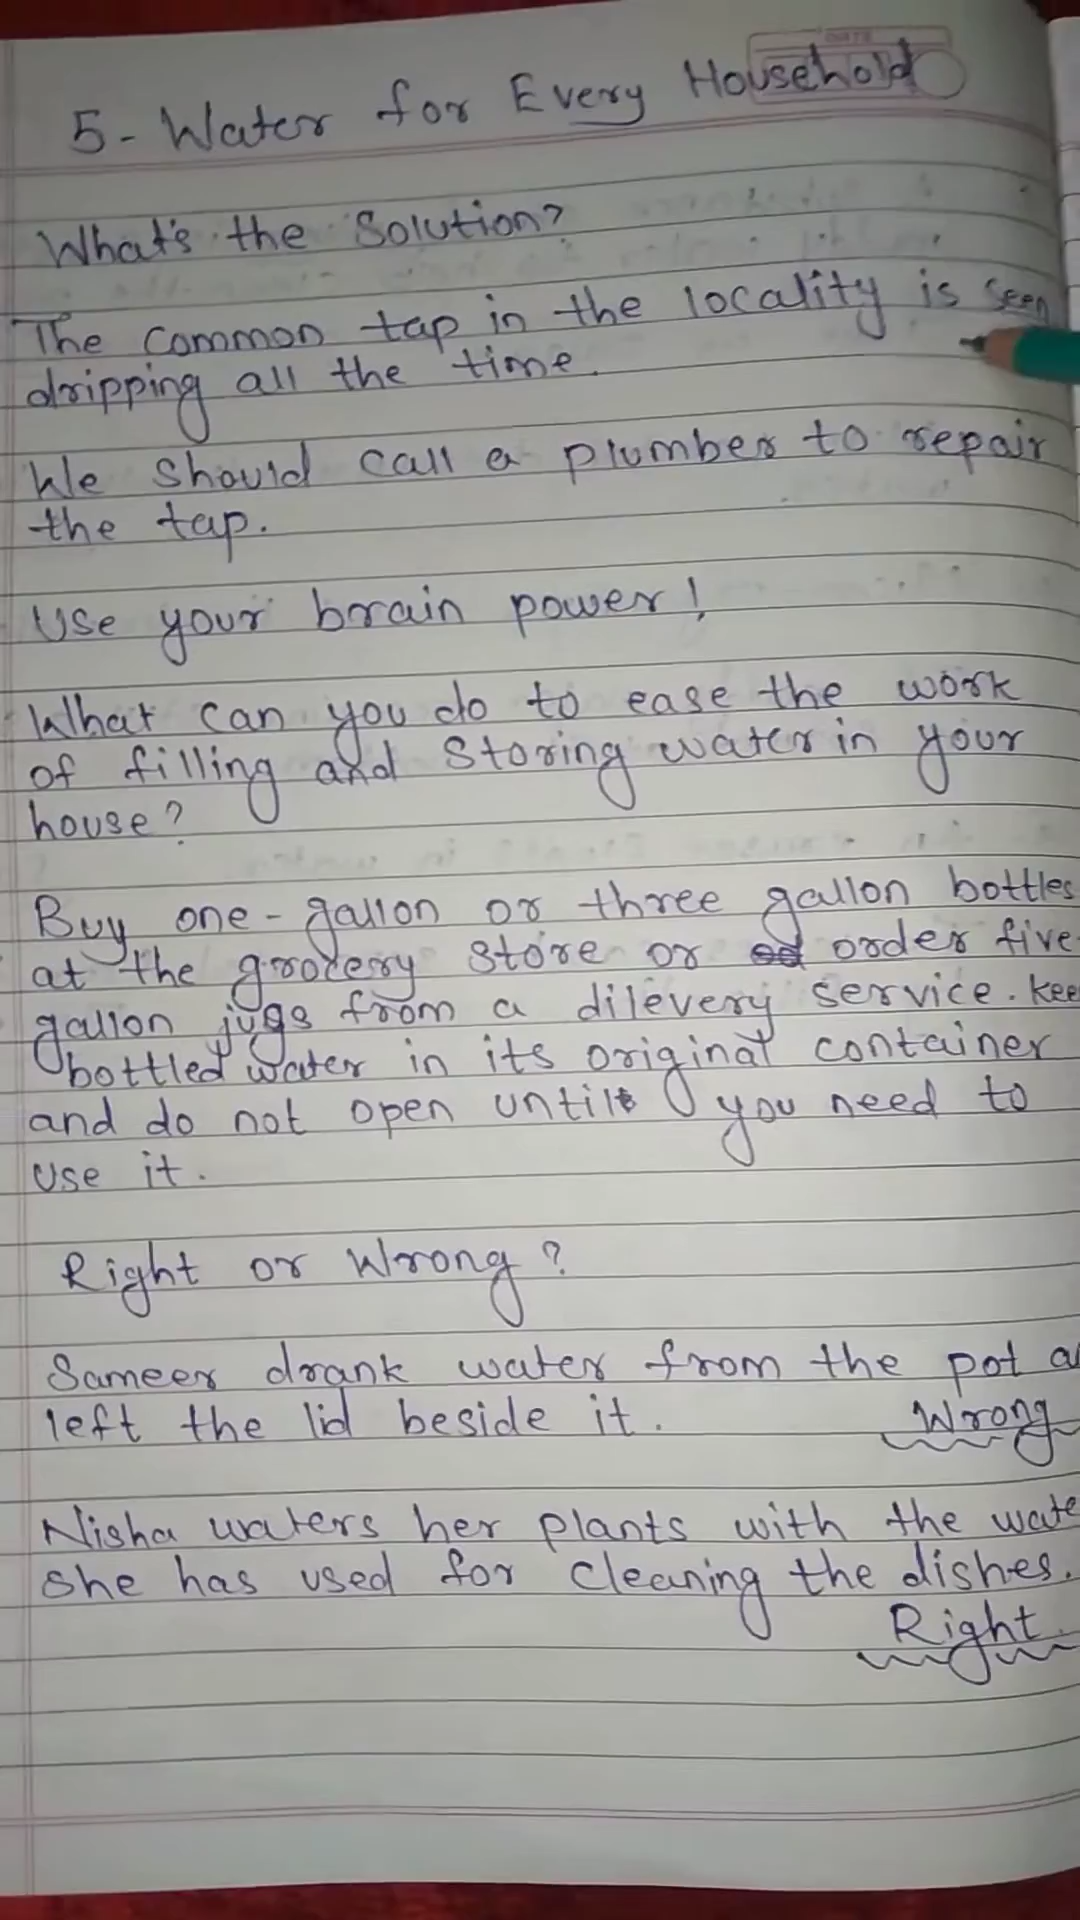 DATE
5- Water for Every Household
What's the Solution?
The common tap in the locality is seen
dripping all the time.
We should call a plumber to repair
the tap.
Use your brain power!
What can you do to ease the work
of filling and storing water in your
house?
Buy one-gallon or three gallon bottles
at the grocery store or order five
gallon jugs from a dilevery service. Kee
bottled water in its original container
and do not open until you need to
use it.
Right or Wrong?
Sameer drank water from the pot a
left the lid beside it. Wrong
Nisha waters her plants with the wate
she has used for cleaning the dishes.
Right.